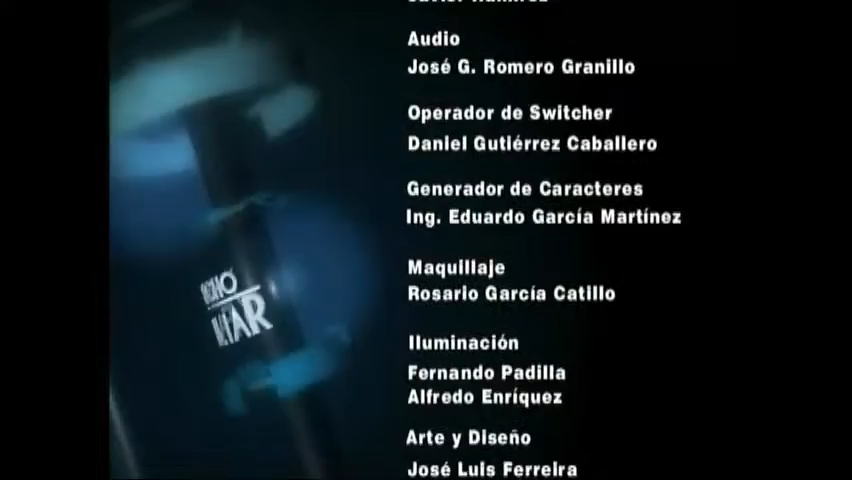 Audio
José G. Romero Granillo
Operador de Switcher
Daniel Gutiérrez Caballero
Generador de Caracteres
Ing. Eduardo García Martínez
Maquillaje
Rosario García Catillo
Iluminación
Fernando Padilla
Alfredo Enríquez
Arte y Diseño
José Luis Ferreira